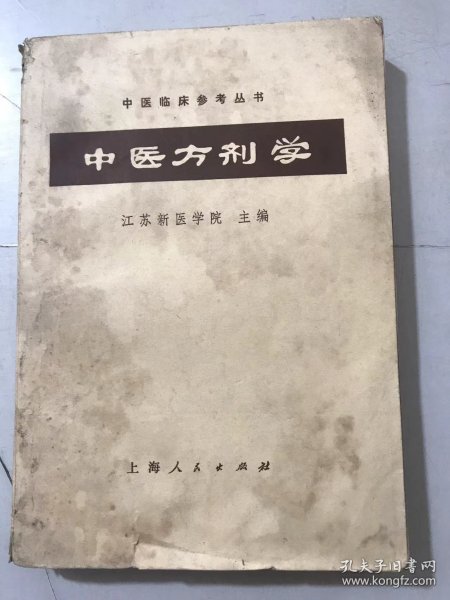 中医临床参考丛书
中医方剂学
江苏新医学院 主编
上海人民出版社
孔夫子旧书网
www.kongfz.com